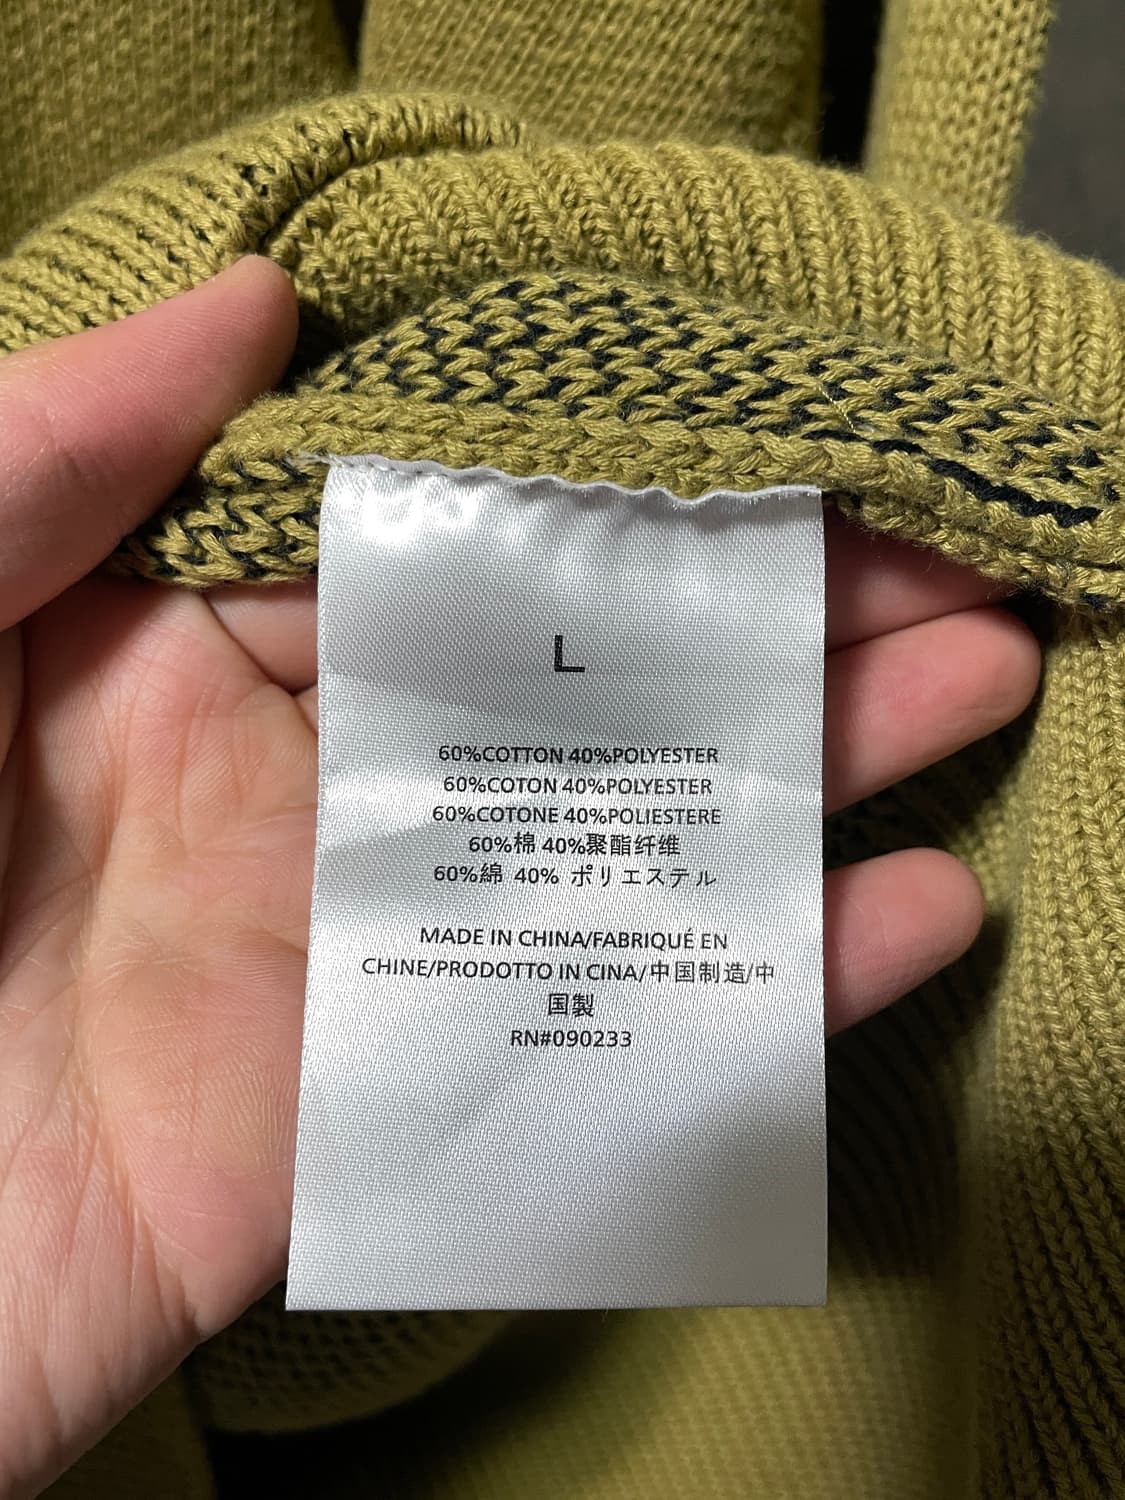 L
60%COTTON 40%POLYESTER
60%COTON 40%POLYESTER
60%COTONE 40%POLIESTERE
60%棉 40%聚酯纤维
60%綿 40% ポリエステル
MADE IN CHINA/FABRIQUÉ EN
CHINE/PRODOTTO IN CINA/中国制造/中
国製
RN#090233